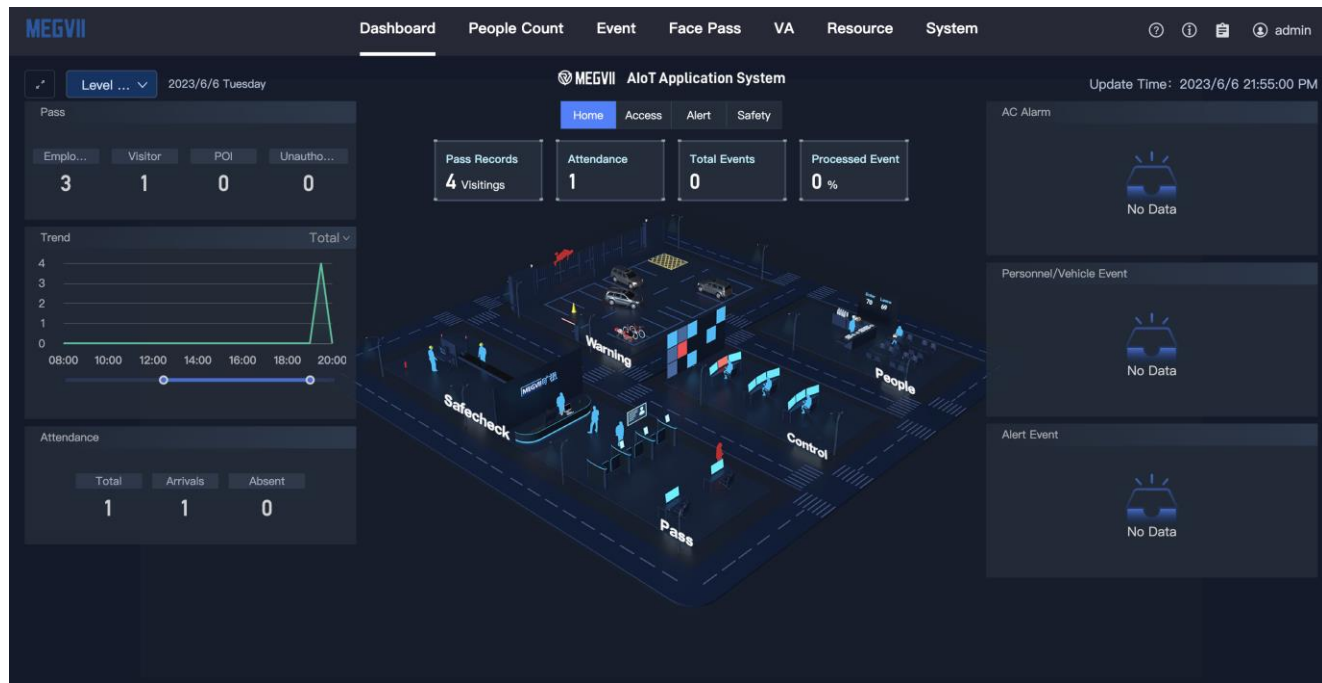 MEGVII
Dashboard People Count Event Face Pass VA Resource System
admin
Level ...
2023/6/6 Tuesday
MEGVII AIoT Application System
Update Time: 2023/6/6 21:55:00 PM
Home Access Alert Safety
Pass
Emplo... Visitor POI Unautho...
3 1 0 0
Pass Records Attendance Total Events Processed Event
4 Visitings 1 0 0 %
Trend
Total
4
3
2
1
0
08:00 10:00 12:00 14:00 16:00 18:00 20:00
Attendance
Total Arrivals Absent
1 1 0
Warning
People
MEGVII
Safecheck
Control
Pass
AC Alarm
No Data
Personnel/Vehicle Event
No Data
Alert Event
No Data